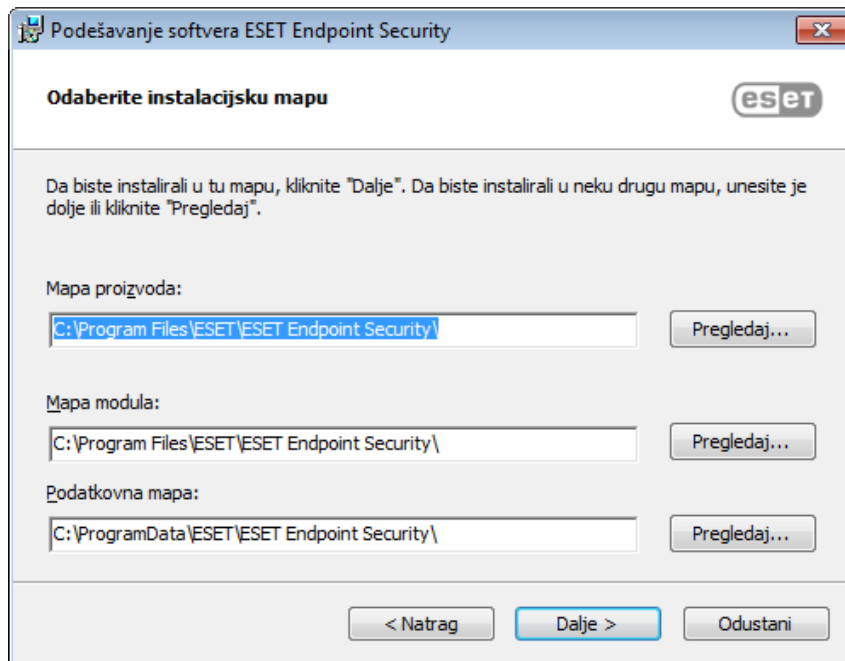 Podešavanje softvera ESET Endpoint Security
Odaberite instalacijsku mapu
eseT
Da biste instalirali u tu mapu, kliknite "Dalje". Da biste instalirali u neku drugu mapu, unesite je
dolje ili kliknite "Pregledaj".
Mapa proizvoda:
C:\Program Files\ESET\ESET Endpoint Security\
Pregledaj...
Mapa modula:
C:\Program Files\ESET\ESET Endpoint Security\
Pregledaj...
Podatkovna mapa:
C:\ProgramData\ESET\ESET Endpoint Security\
Pregledaj...
< Natrag
Dalje >
Odustani